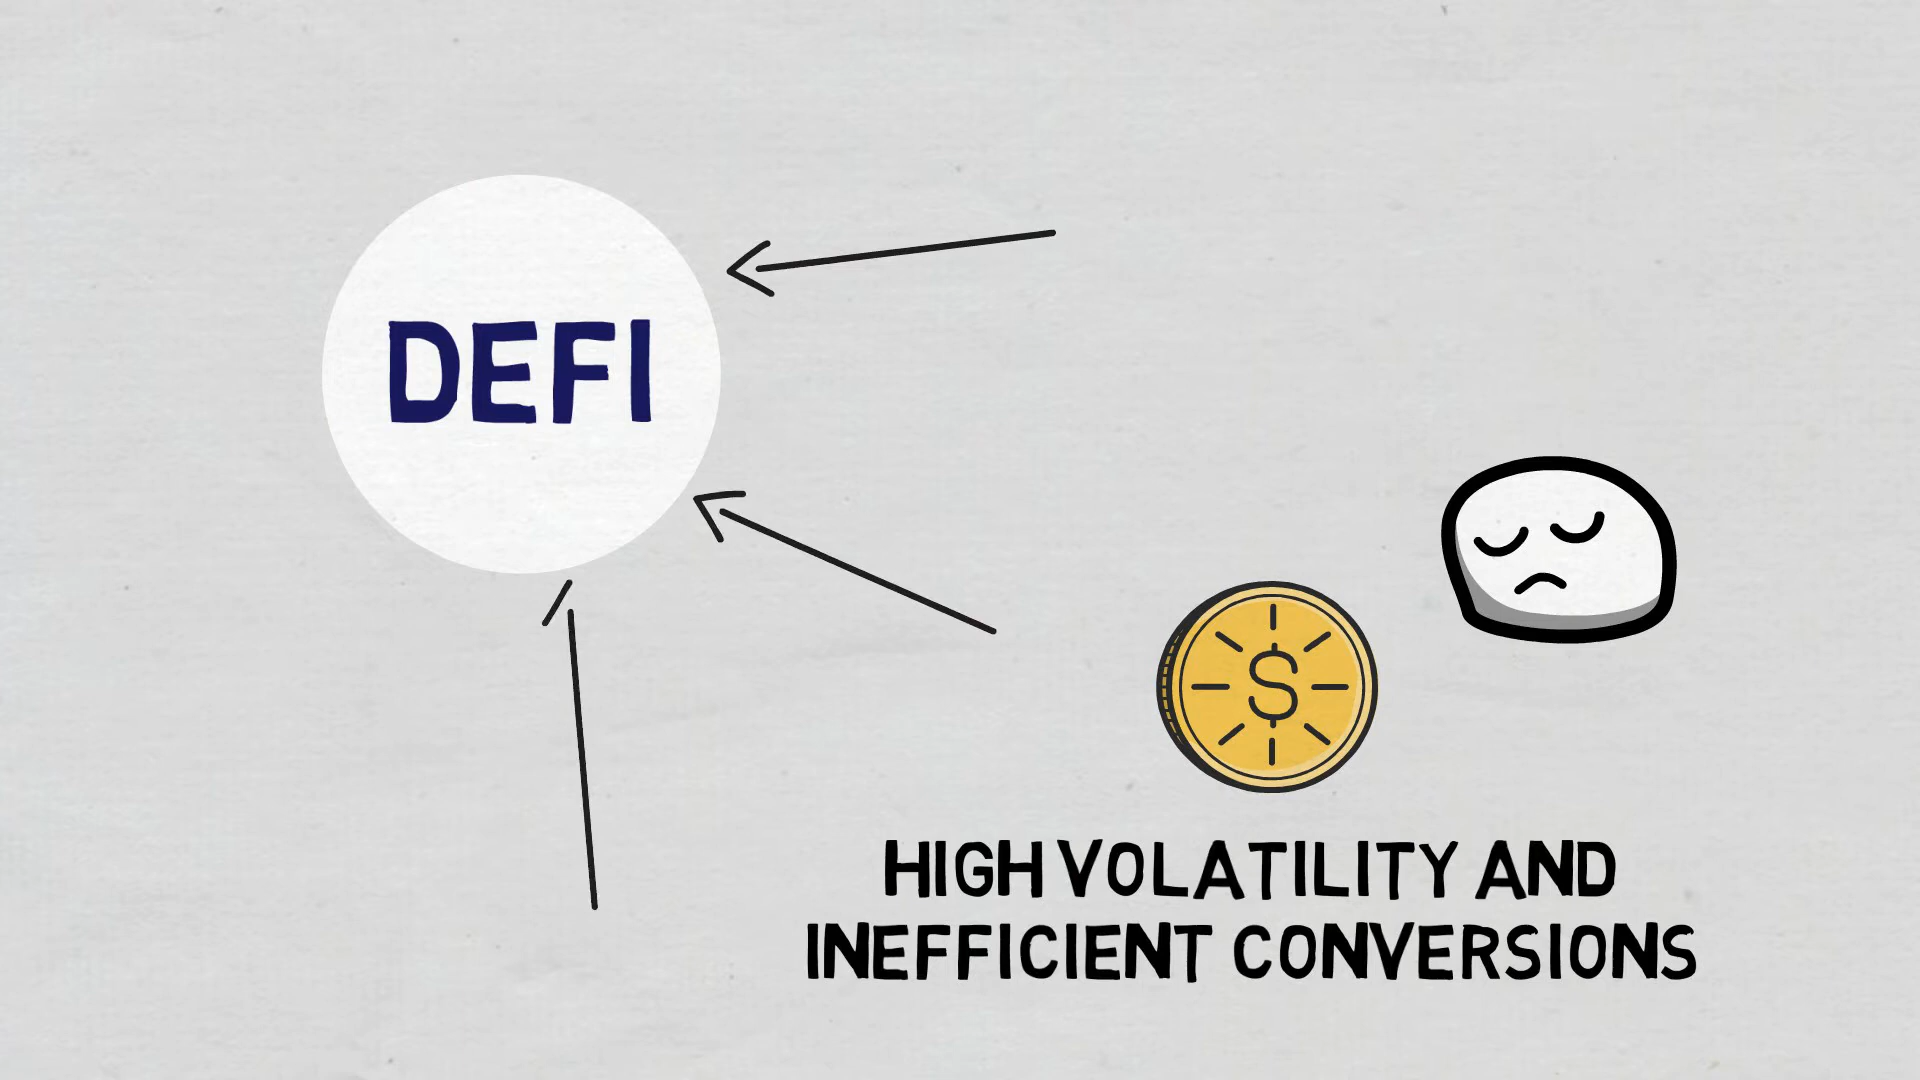 DEFI
$
HIGH VOLATILITY AND
INEFFICIENT CONVERSIONS